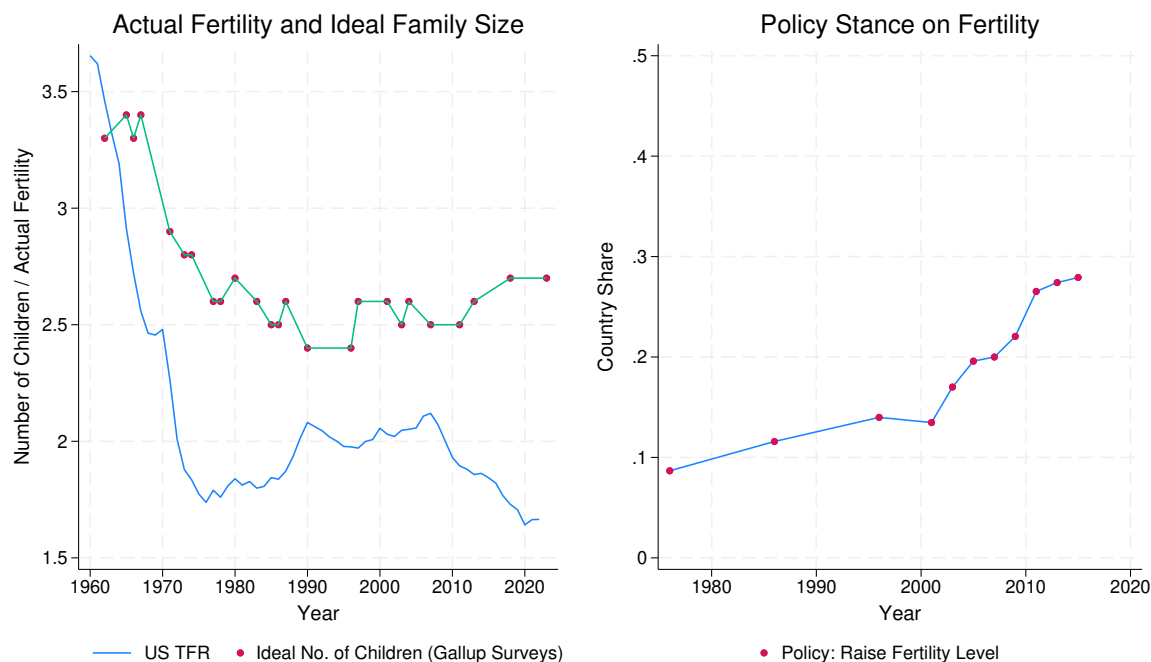 Actual Fertility and Ideal Family Size
Number of Children / Actual Fertility
3.5
3
2.5
2
1.5
1960 1970 1980 1990 2000 2010 2020
Year
US TFR
Ideal No. of Children (Gallup Surveys)
Policy Stance on Fertility
Country Share
.5
.4
.3
.2
.1
0
1980 1990 2000 2010 2020
Year
Policy: Raise Fertility Level